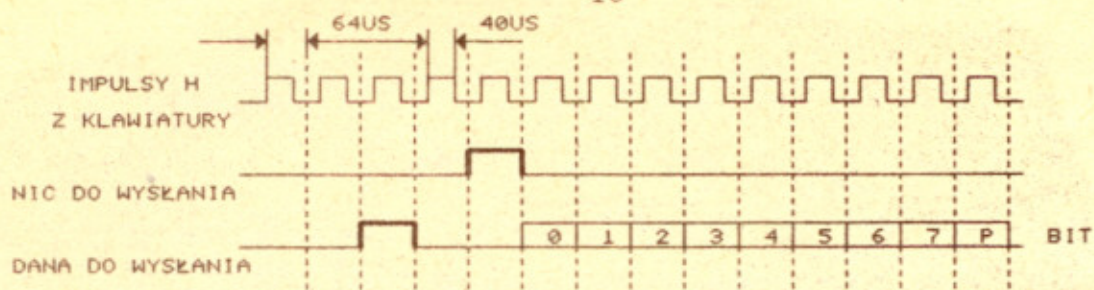 64US 40US
IMPULSY H
Z KLAWIATURY
NIC DO WYSŁANIA
0 1 2 3 4 5 6 7 P BIT
DANA DO WYSŁANIA